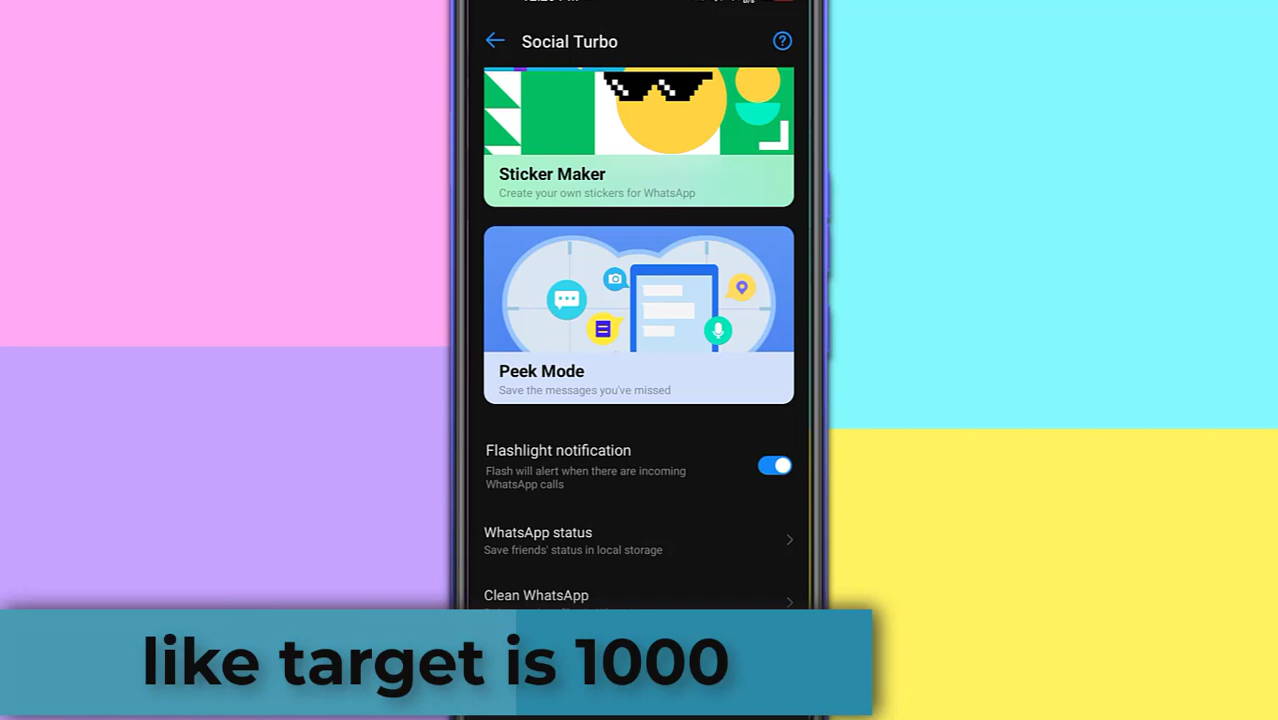 Social Turbo
Sticker Maker
Create your own stickers for WhatsApp
Peek Mode
Save the messages you've missed
Flashlight notification
Flash will alert when there are incoming
WhatsApp calls
WhatsApp status
Save friends' status in local storage
Clean WhatsApp
like target is 1000